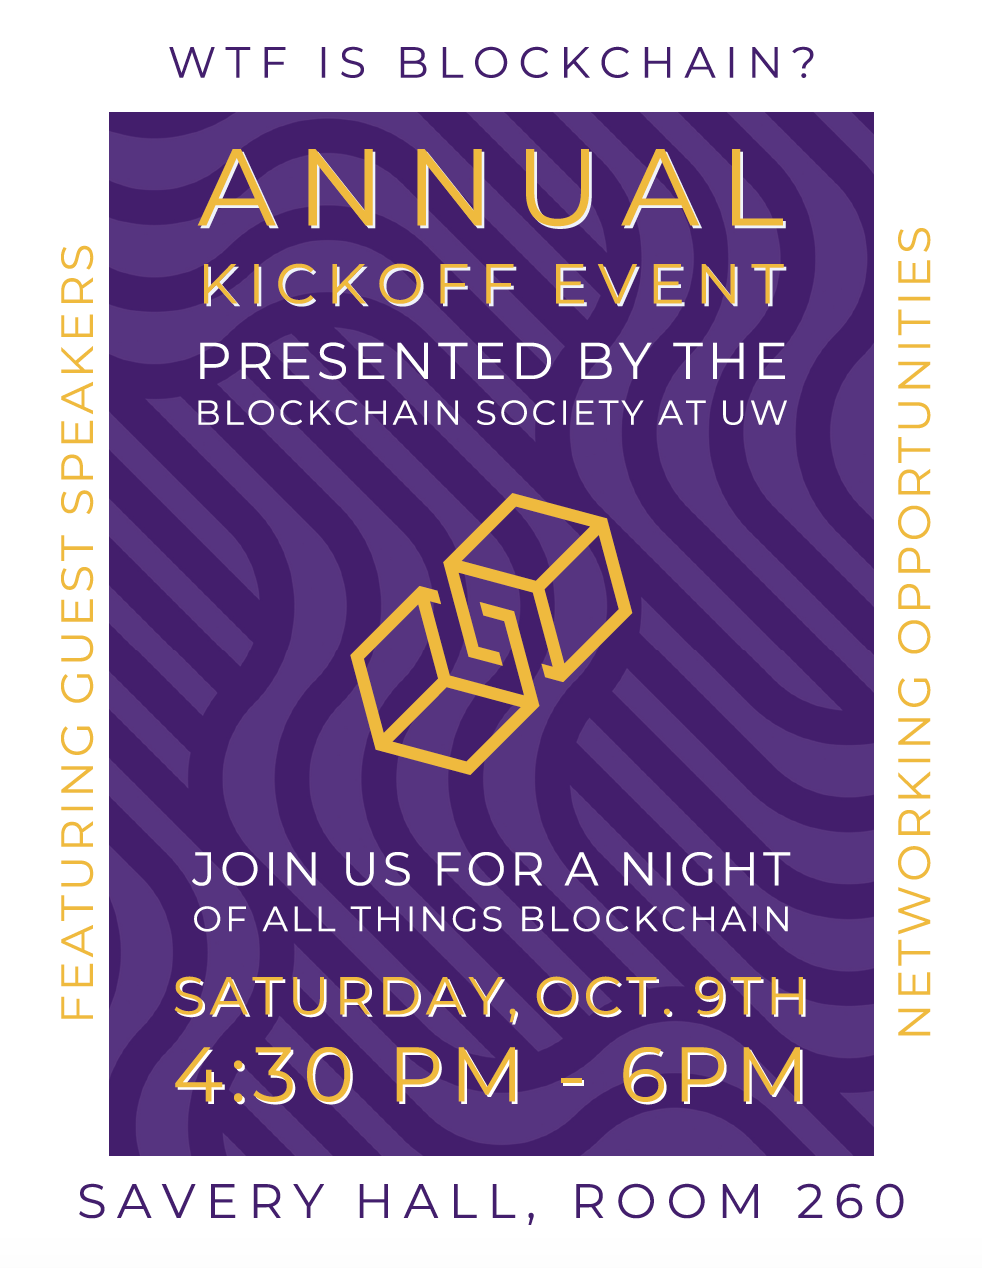 WTF IS BLOCKCHAIN?
ANNUAL
KICKOFF EVENT
PRESENTED BY THE
BLOCKCHAIN SOCIETY AT UW
FEATURING GUEST SPEAKERS
NETWORKING OPPORTUNITIES
JOIN US FOR A NIGHT
OF ALL THINGS BLOCKCHAIN
SATURDAY, OCT. 9TH
4:30 PM - 6PM
SAVERY HALL, ROOM 260